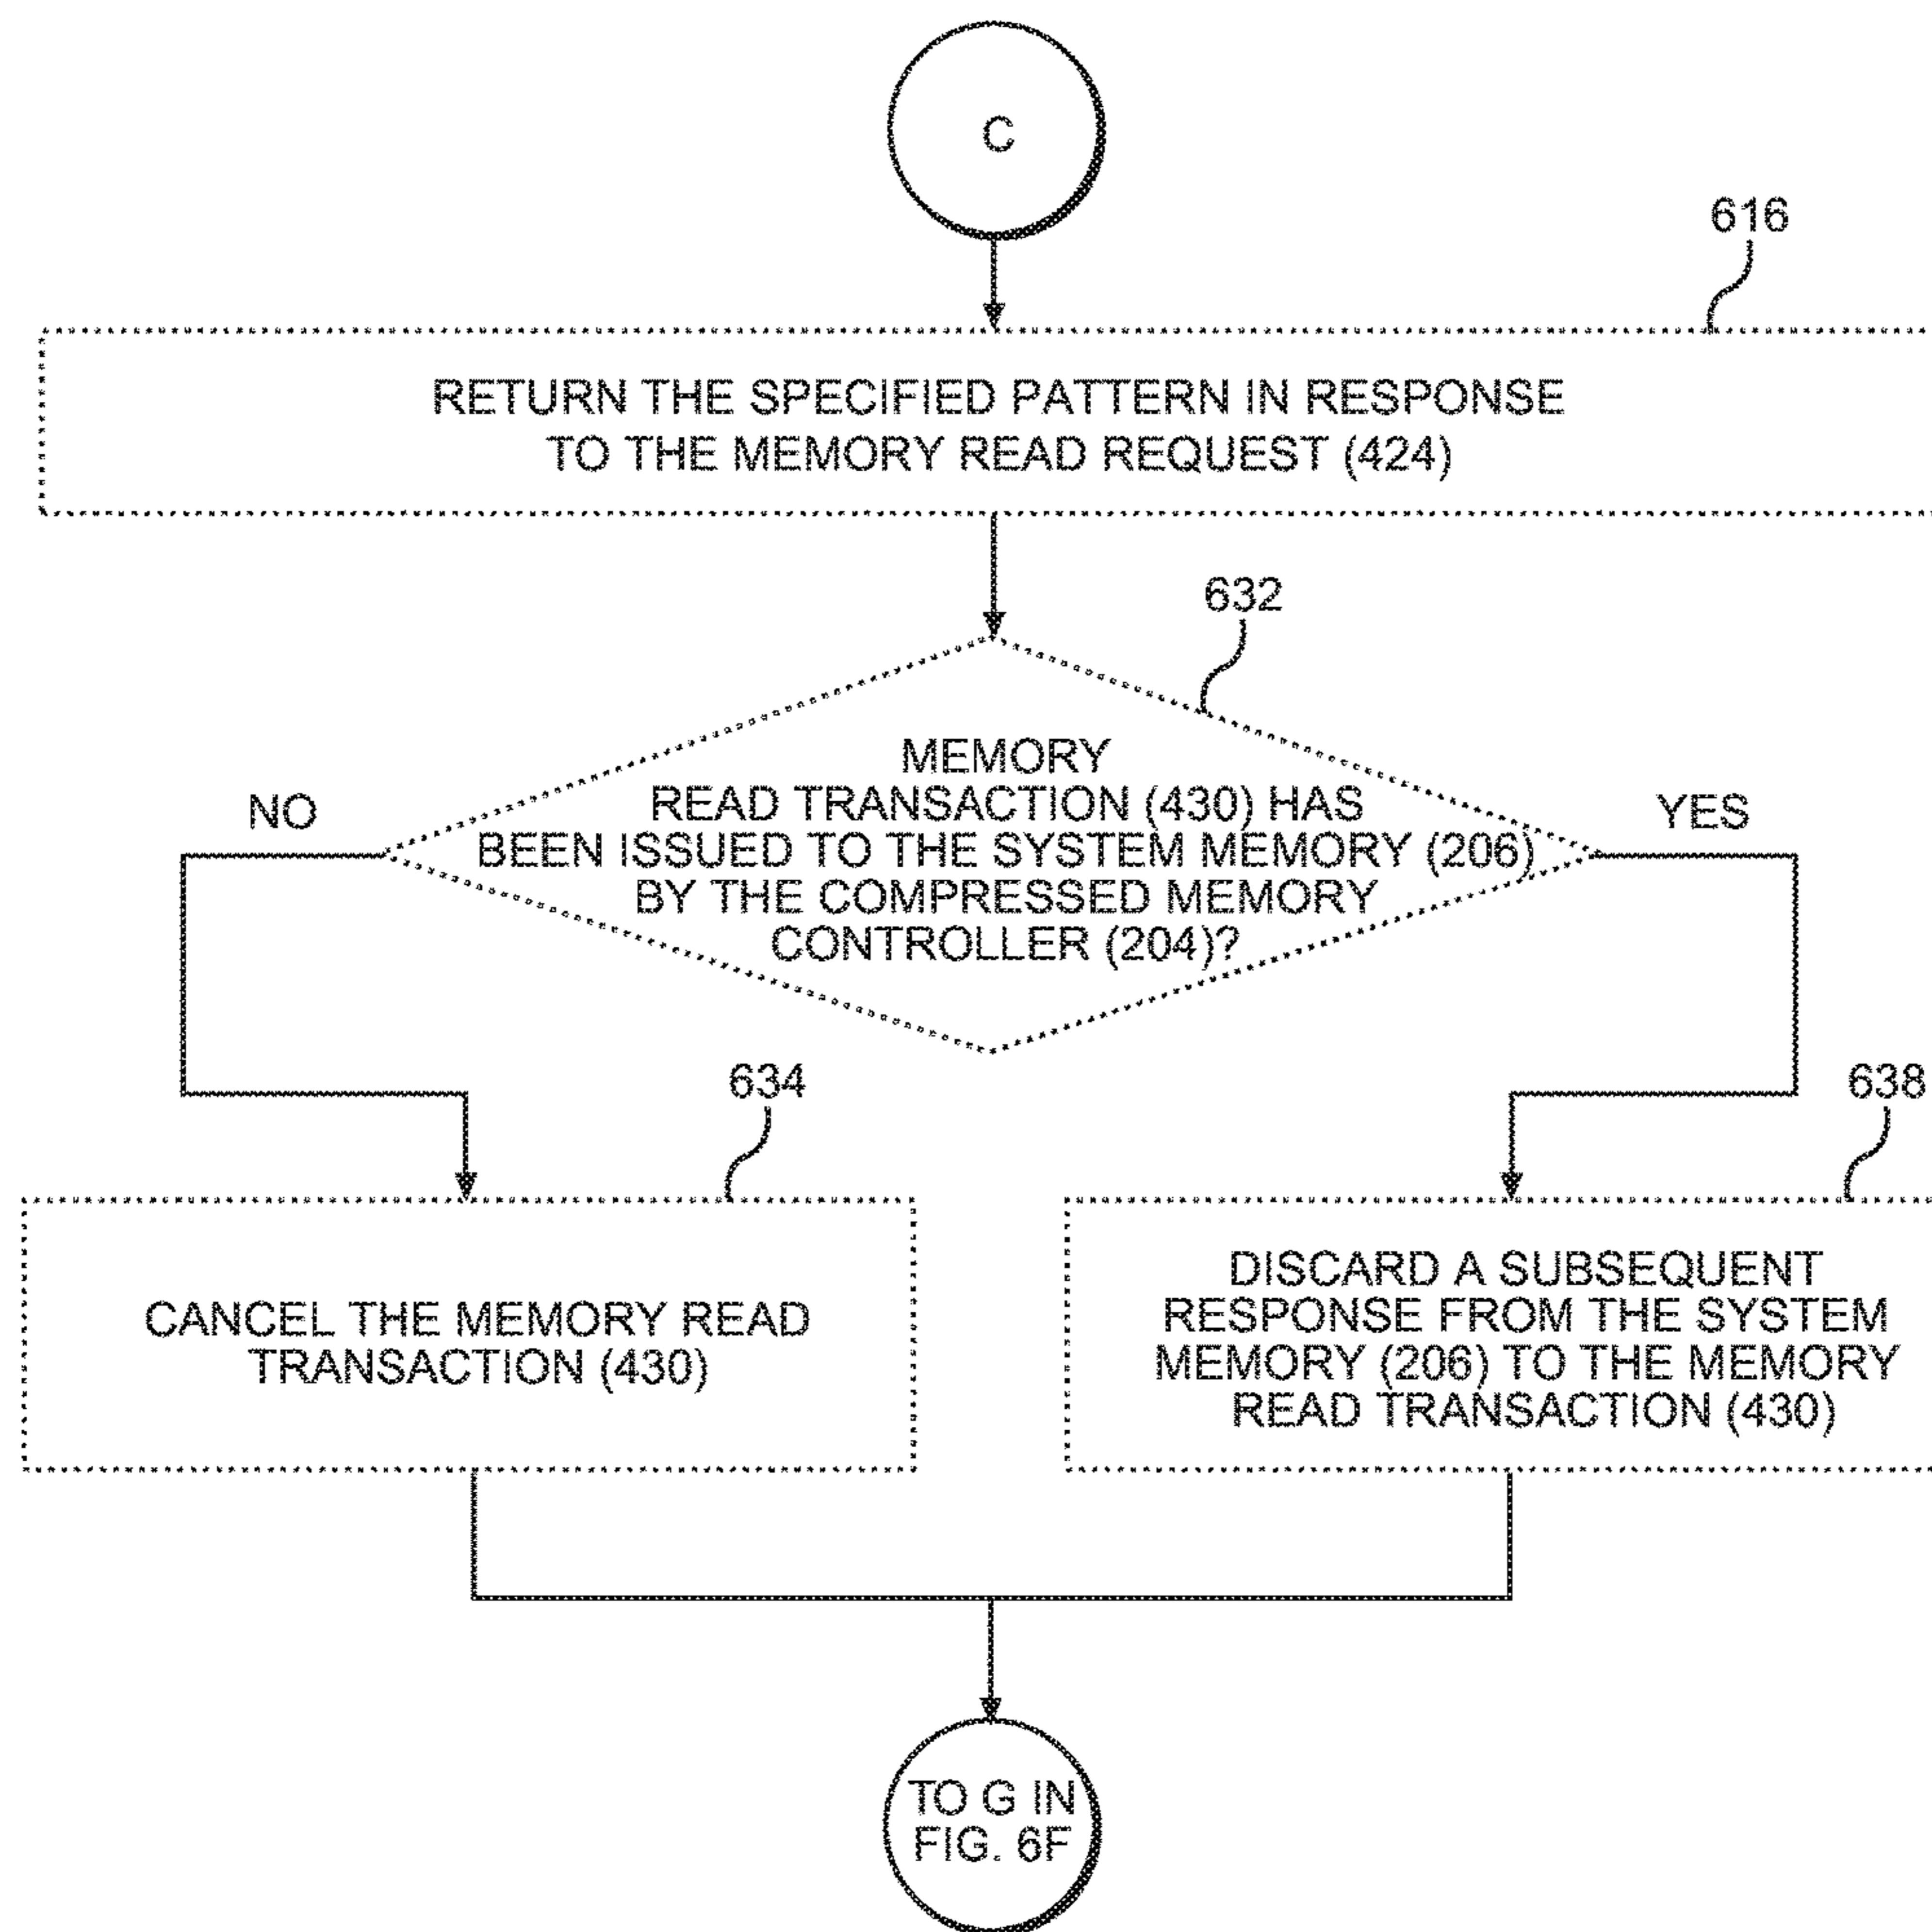 C
616
RETURN THE SPECIFIED PATTERN IN RESPONSE
TO THE MEMORY READ REQUEST (424)
632
MEMORY
READ TRANSACTION (430) HAS
BEEN ISSUED TO THE SYSTEM MEMORY (206)
BY THE COMPRESSED MEMORY
CONTROLLER (204)?
NO
YES
634
CANCEL THE MEMORY READ
TRANSACTION (430)
638
DISCARD A SUBSEQUENT
RESPONSE FROM THE SYSTEM
MEMORY (206) TO THE MEMORY
READ TRANSACTION (430)
TO G IN
FIG. 6F